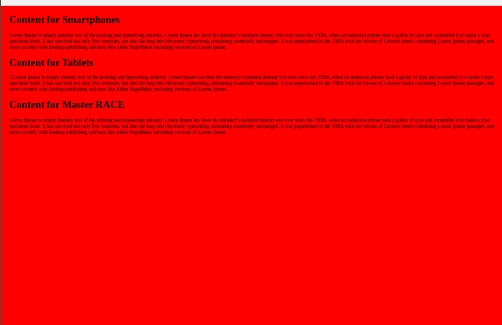 Content for Smartphones
Lorem Ipsum is simply dummy text of the printing and typesetting industry. Lorem Ipsum has been the industry's standard dummy text ever since the 1500s, when an unknown printer took a galley of type and scrambled it to make a type
specimen book. It has survived not only five centuries, but also the leap into electronic typesetting, remaining essentially unchanged. It was popularised in the 1960s with the release of Letraset sheets containing Lorem Ipsum passages, and
more recently with desktop publishing software like Aldus PageMaker including versions of Lorem Ipsum.
Content for Tablets
Lorem Ipsum is simply dummy text of the printing and typesetting industry. Lorem Ipsum has been the industry's standard dummy text ever since the 1500s, when an unknown printer took a galley of type and scrambled it to make a type
specimen book. It has survived not only five centuries, but also the leap into electronic typesetting, remaining essentially unchanged. It was popularised in the 1960s with the release of Letraset sheets containing Lorem Ipsum passages, and
more recently with desktop publishing software like Aldus PageMaker including versions of Lorem Ipsum.
Content for Master RACE
Lorem Ipsum is simply dummy text of the printing and typesetting industry. Lorem Ipsum has been the industry's standard dummy text ever since the 1500s, when an unknown printer took a galley of type and scrambled it to make a type
specimen book. It has survived not only five centuries, but also the leap into electronic typesetting, remaining essentially unchanged. It was popularised in the 1960s with the release of Letraset sheets containing Lorem Ipsum passages, and
more recently with desktop publishing software like Aldus PageMaker including versions of Lorem Ipsum.